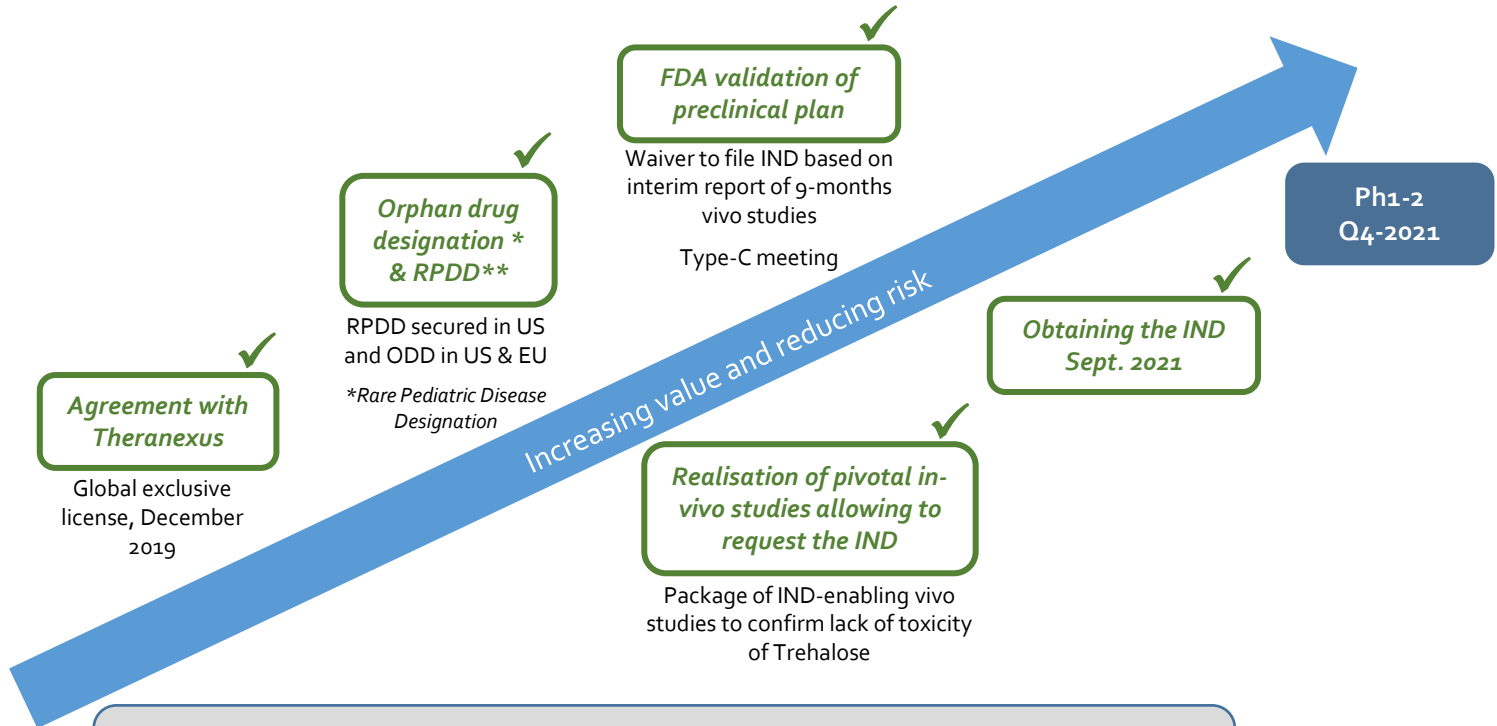 Agreement with
Theranexus
Global exclusive
license, December
2019
Orphan drug
designation *
& RPDD**
RPDD secured in US
and ODD in US & EU
*Rare Pediatric Disease
Designation
FDA validation of
preclinical plan
Waiver to file IND based on
interim report of 9-months
vivo studies
Type-C meeting
Increasing value and reducing risk
Realisation of pivotal in-
vivo studies allowing to
request the IND
Package of IND-enabling vivo
studies to confirm lack of toxicity
of Trehalose
Obtaining the IND
Sept. 2021
Ph1-2
Q4-2021